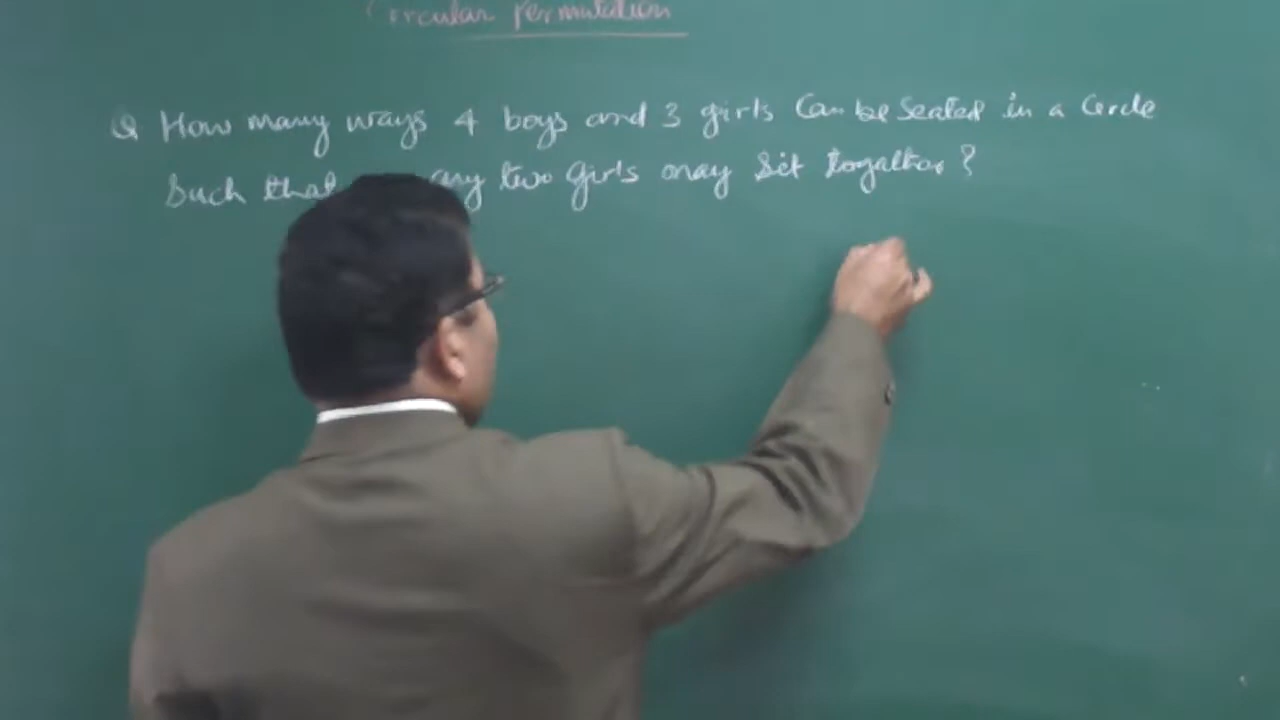 Circular Permutation
Q How many ways 4 boys and 3 girls can be seated in a circle
Such that any two Girls may sit together?